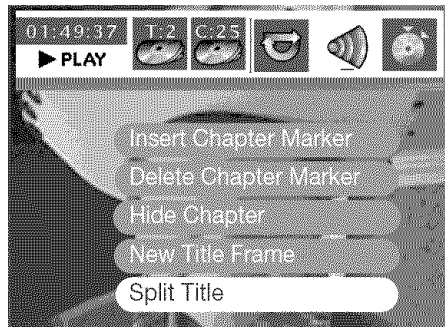 01:49:37 T:2 C:25
▶ PLAY
Insert Chapter Marker
Delete Chapter Marker
Hide Chapter
New Title Frame
Split Title